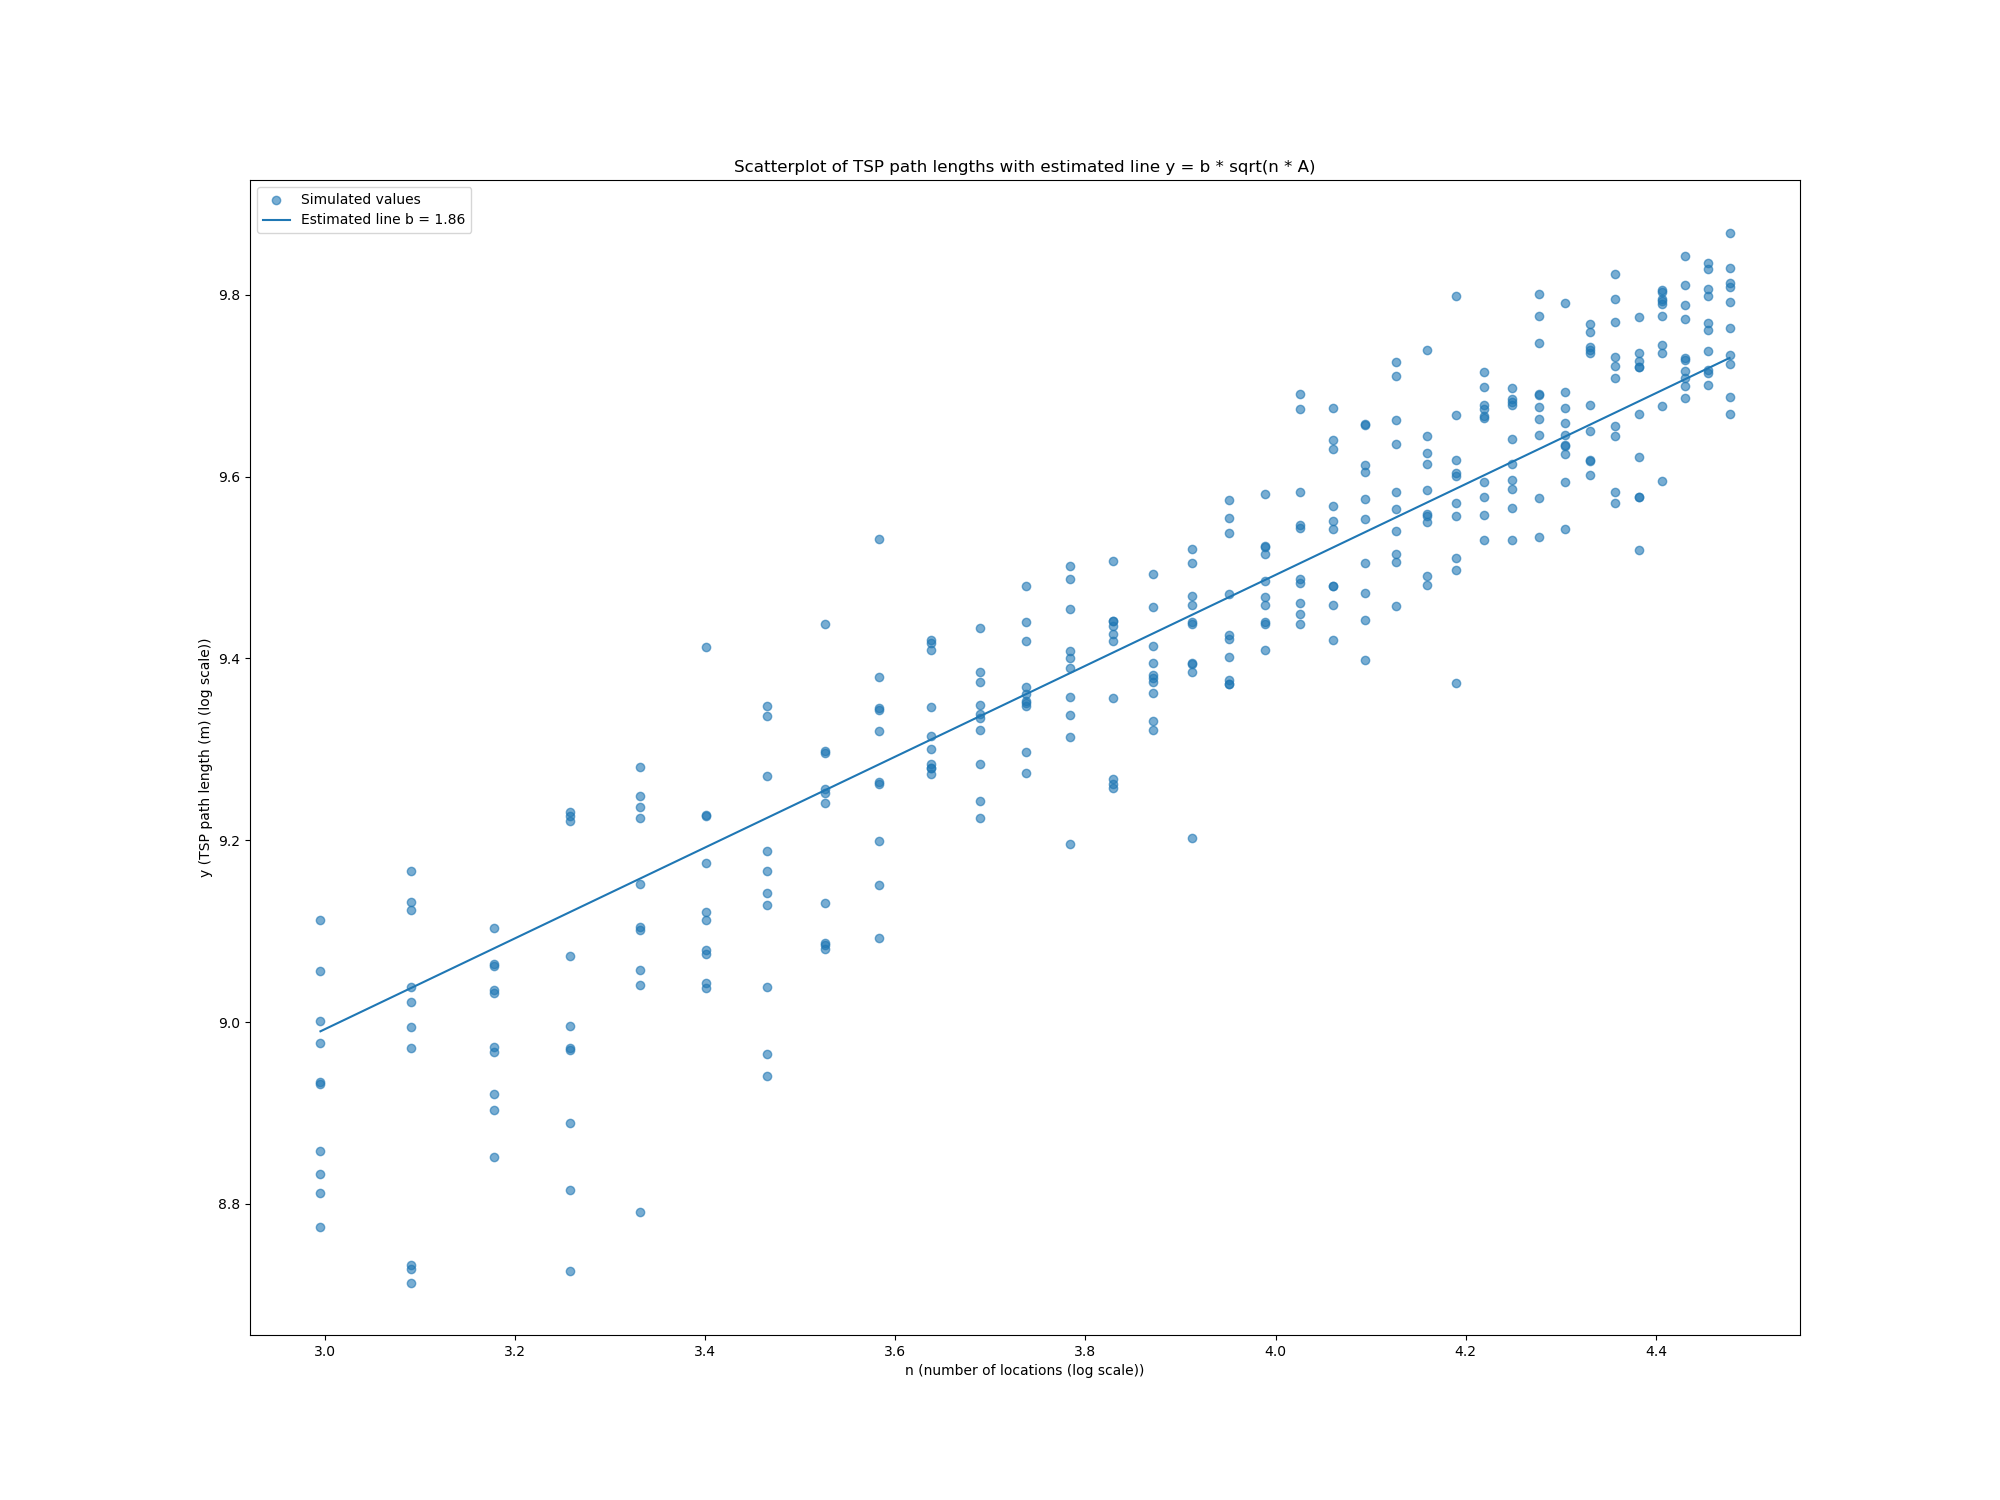 Scatterplot of TSP path lengths with estimated line y = b * sqrt(n * A)
Simulated values
Estimated line b = 1.86
y (TSP path length (m) (log scale))
9.8
9.6
9.4
9.2
9.0
8.8
3.0 3.2 3.4 3.6 3.8 4.0 4.2 4.4
n (number of locations (log scale))